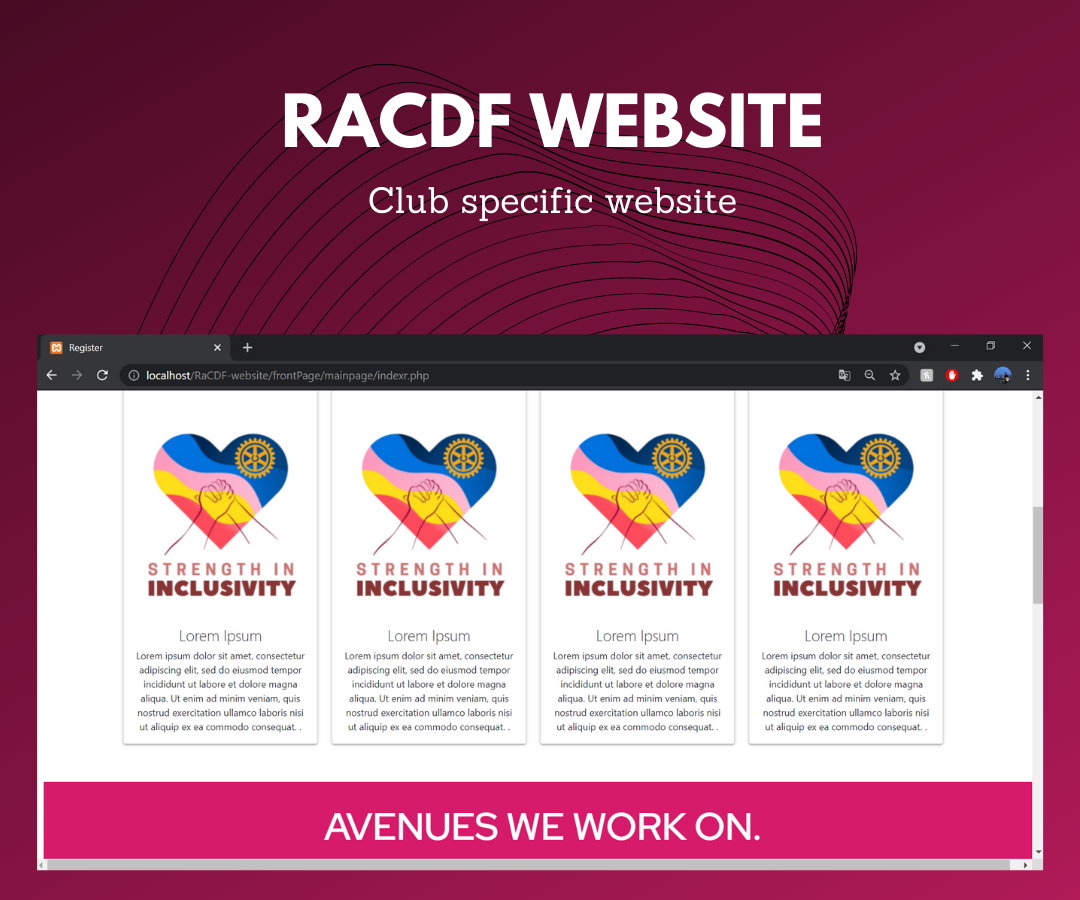 RACDF WEBSITE
Club specific website
Register
localhost/RaCDF-website/frontPage/mainpage/indexr.php
STRENGTH IN
INCLUSIVITY
Lorem Ipsum
Lorem ipsum dolor sit amet, consectetur
adipiscing elit, sed do eiusmod tempor
incididunt ut labore et dolore magna
aliqua. Ut enim ad minim veniam, quis
nostrud exercitation ullamco laboris nisi
ut aliquip ex ea commodo consequat. .
STRENGTH IN
INCLUSIVITY
Lorem Ipsum
Lorem ipsum dolor sit amet, consectetur
adipiscing elit, sed do eiusmod tempor
incididunt ut labore et dolore magna
aliqua. Ut enim ad minim veniam, quis
nostrud exercitation ullamco laboris nisi
ut aliquip ex ea commodo consequat. .
STRENGTH IN
INCLUSIVITY
Lorem Ipsum
Lorem ipsum dolor sit amet, consectetur
adipiscing elit, sed do eiusmod tempor
incididunt ut labore et dolore magna
aliqua. Ut enim ad minim veniam, quis
nostrud exercitation ullamco laboris nisi
ut aliquip ex ea commodo consequat. .
STRENGTH IN
INCLUSIVITY
Lorem Ipsum
Lorem ipsum dolor sit amet, consectetur
adipiscing elit, sed do eiusmod tempor
incididunt ut labore et dolore magna
aliqua. Ut enim ad minim veniam, quis
nostrud exercitation ullamco laboris nisi
ut aliquip ex ea commodo consequat. .
AVENUES WE WORK ON.